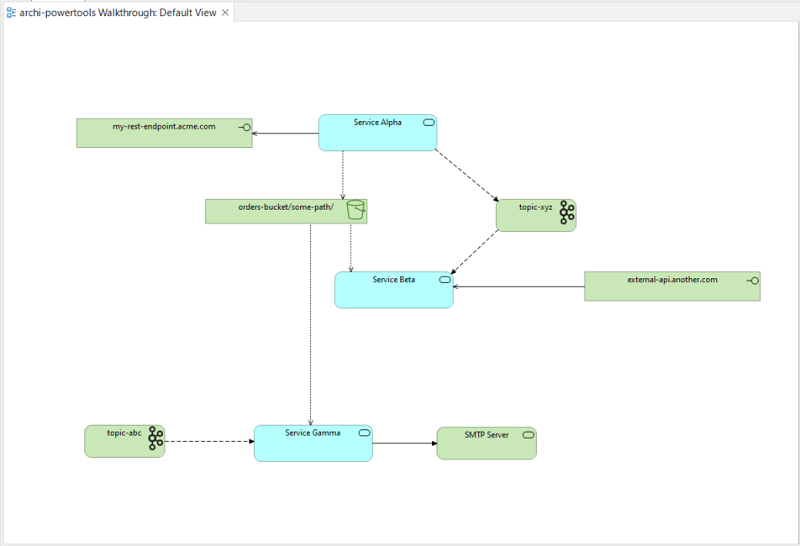 archi-powertools Walkthrough: Default View
my-rest-endpoint.acme.com
Service Alpha
orders-bucket/some-path/
topic-xyz
Service Beta
external-api.another.com
topic-abc
Service Gamma
SMTP Server